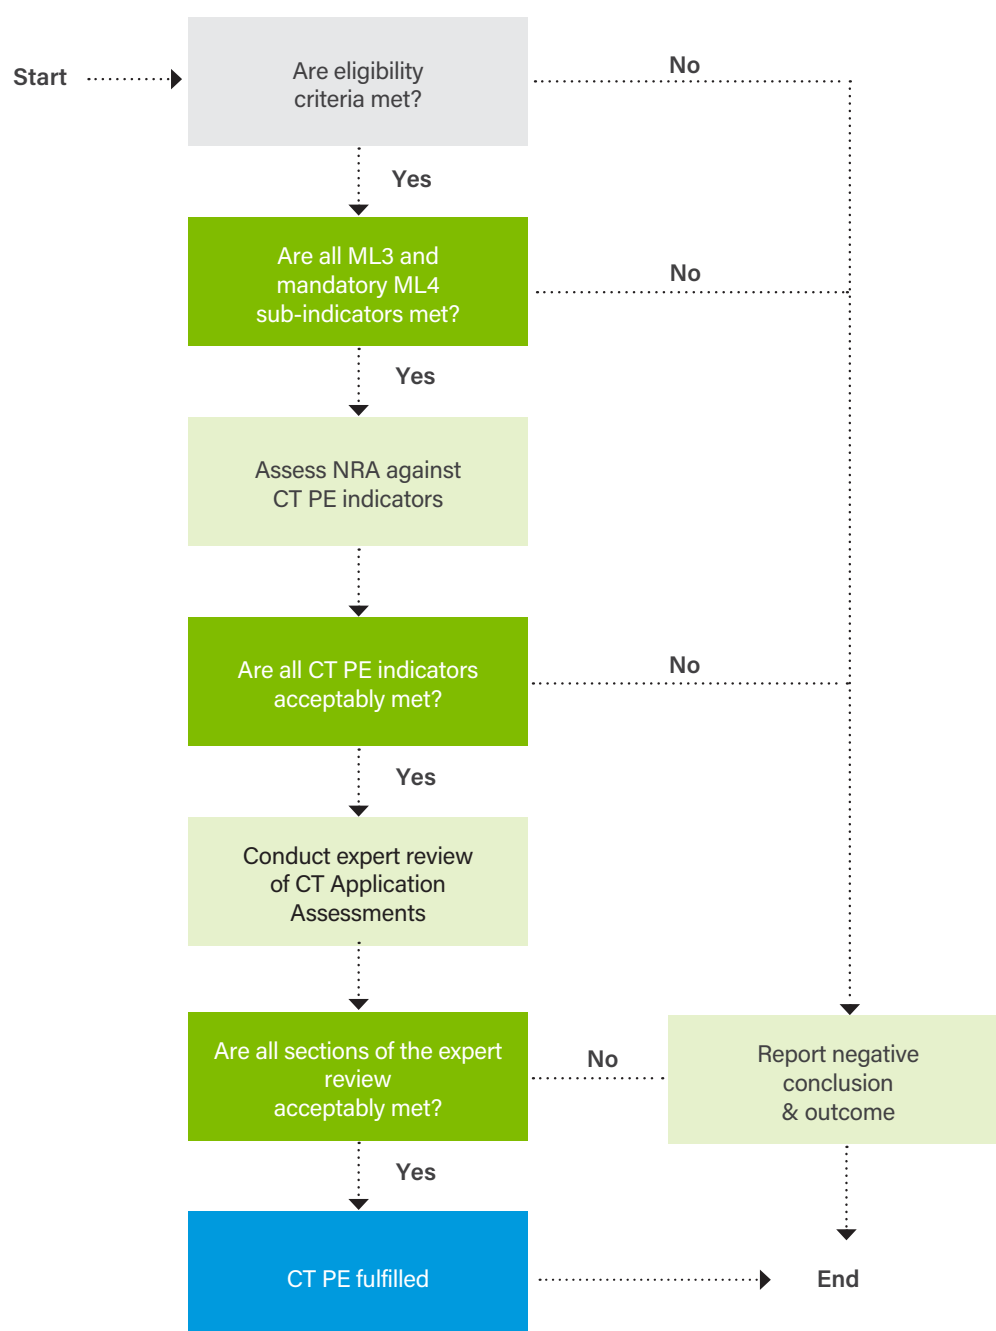 Start
Are eligibility
criteria met?
No
Yes
Are all ML3 and
mandatory ML4
sub-indicators met?
No
Yes
Assess NRA against
CT PE indicators
Are all CT PE indicators
acceptably met?
No
Yes
Conduct expert review
of CT Application
Assessments
Are all sections of the expert
review
acceptably met?
No
Report negative
conclusion
& outcome
Yes
CT PE fulfilled
End